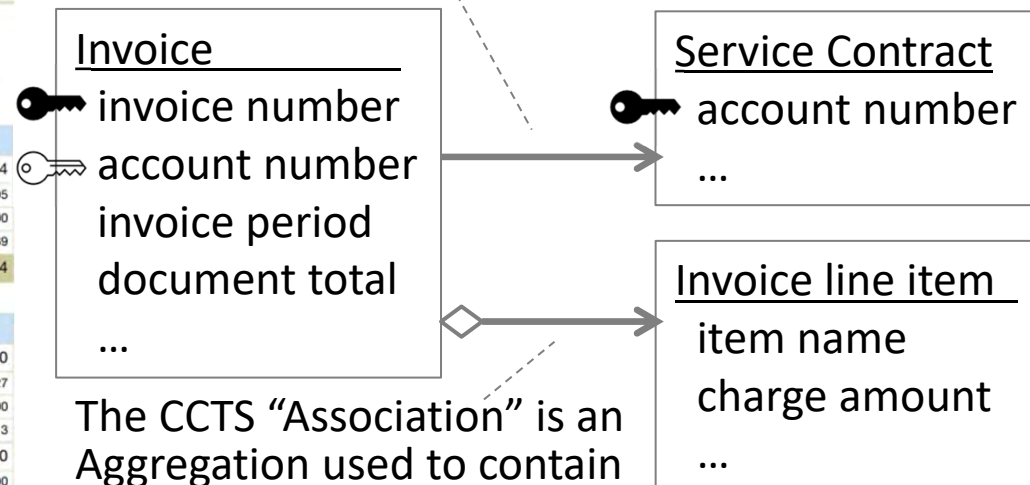 Invoice
invoice number
account number
invoice period
document total
...
Service Contract
account number
...
Invoice line item
item name
charge amount
...
The CCTS “Association” is an
Aggregation used to contain